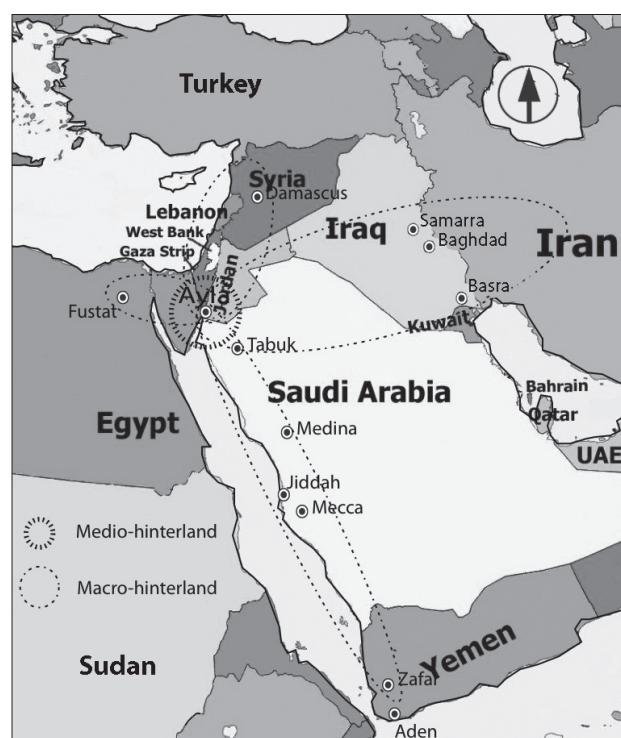 Turkey
Syria
Damascus
Lebanon
West Bank
Gaza Strip
Iraq
Samarra
Baghdad
Iran
Jordan
Fustat
Basra
Kuwait
Tabuk
Saudi Arabia
Bahrain
Qatar
Egypt
Medina
UAE
Jiddah
Mecca
Medio-hinterland
Macro-hinterland
Sudan
Yemen
Zafar
Aden